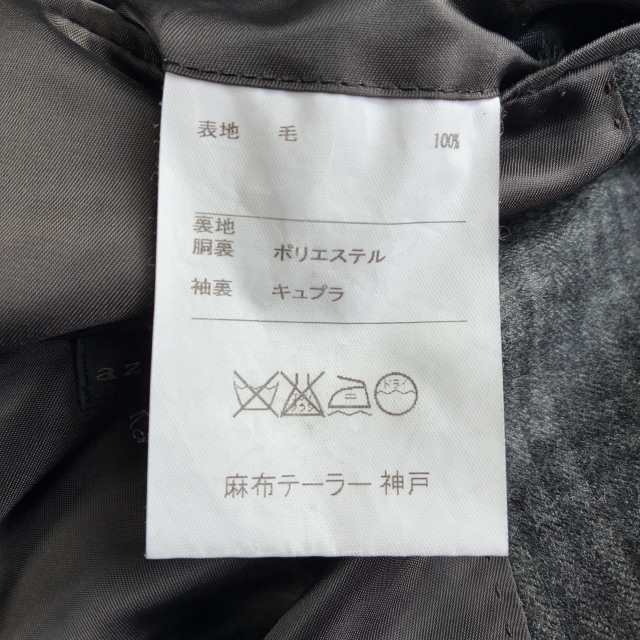 表地 毛 100%
裏地
胴裏 ポリエステル
袖裏 キュプラ
ドライ
麻布テーラー 神戸
az